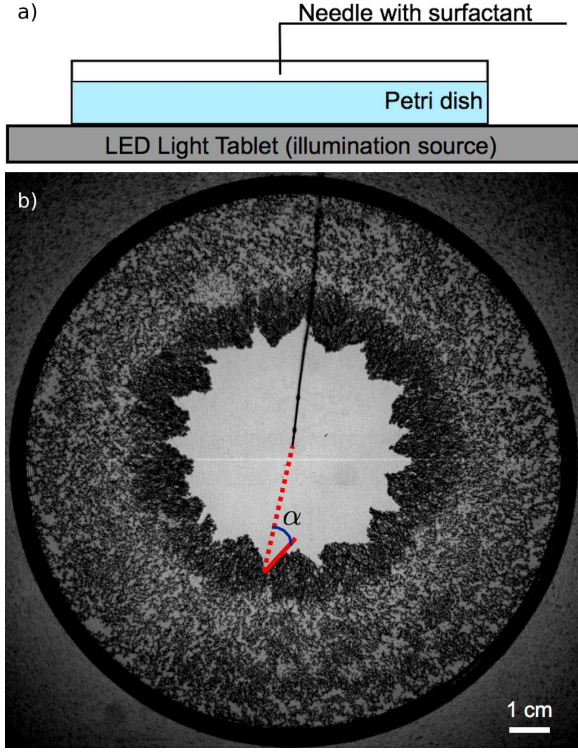 a)
Needle with surfactant
Petri dish
LED Light Tablet (illumination source)
b)
α
1 cm